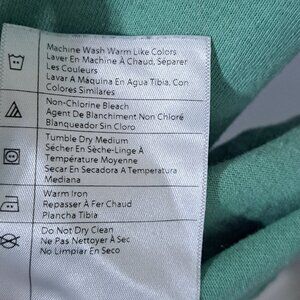 Machine Wash Warm Like Colors
Laver En Machine À Chaud, Séparer
Les Couleurs
Lavar A Máquina En Agua Tibia, Con
Colores Similares
Non-Chlorine Bleach
Agent De Blanchiment Non Chloré
Blanqueador Sin Cloro
Tumble Dry Medium
Sécher En Sèche-Linge À
Température Moyenne
Secar En Secadora A Temperatura
Mediana
Warm Iron
Repasser À Fer Chaud
Plancha Tibia
Do Not Dry Clean
Ne Pas Nettoyer À Sec
No Limpiar En Seco